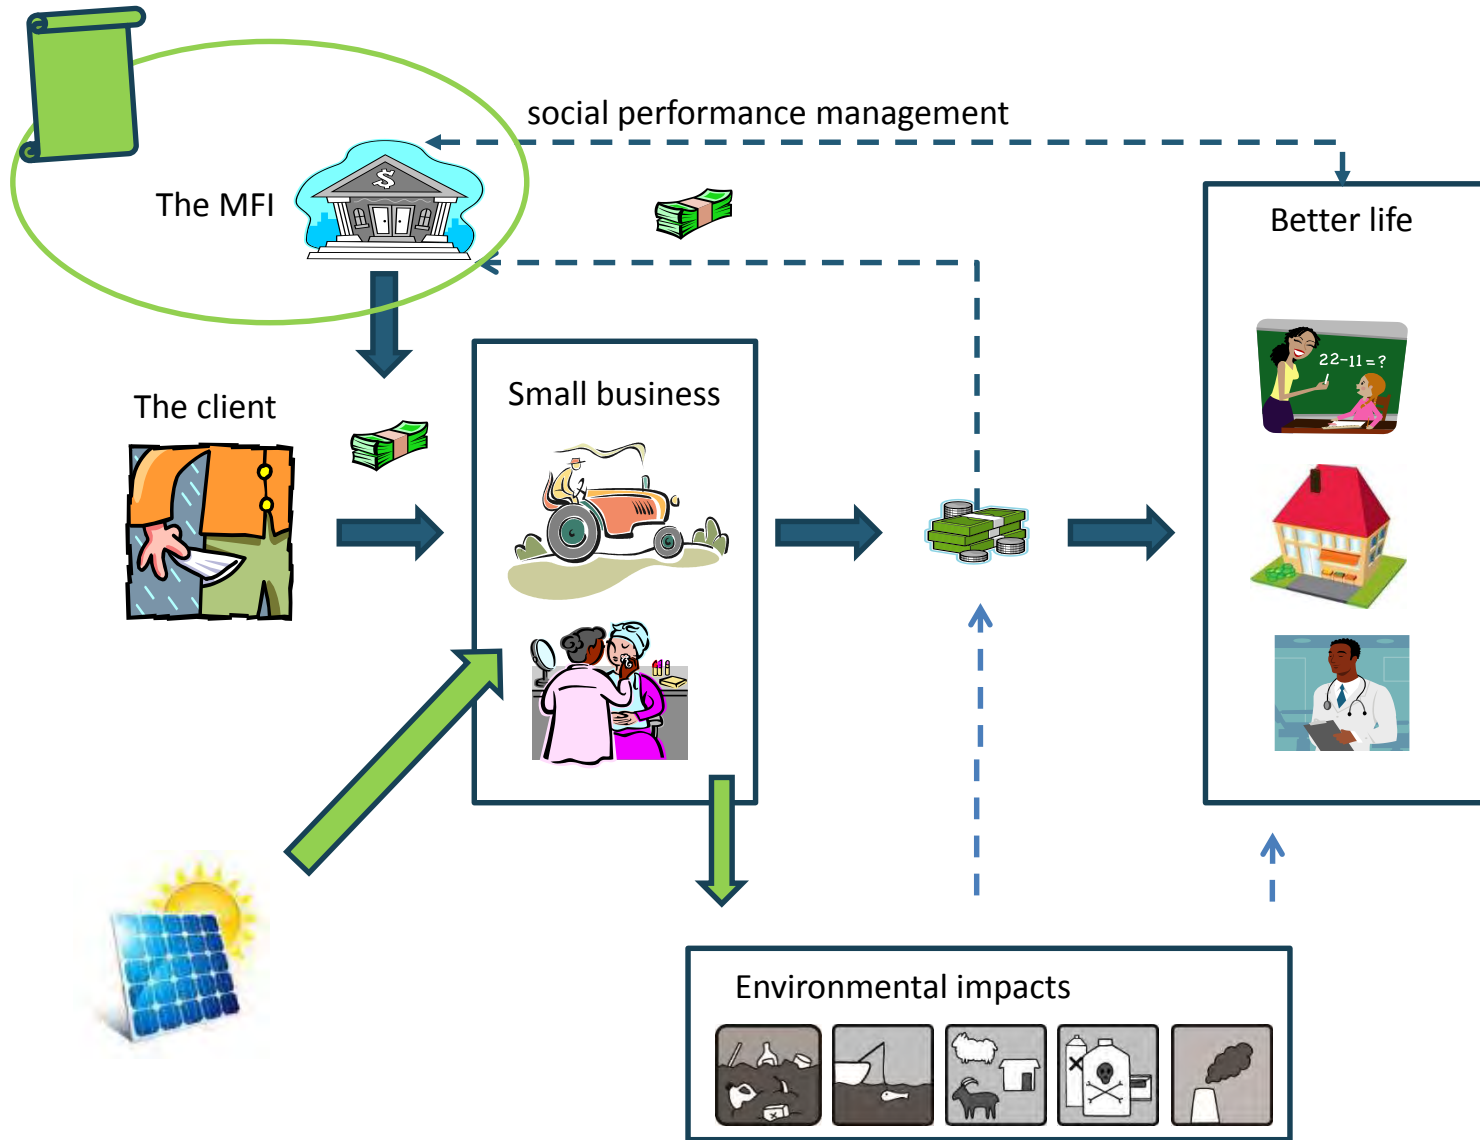 social performance management
The MFI
$
Better life
22-11=?
Small business
The client
Environmental impacts